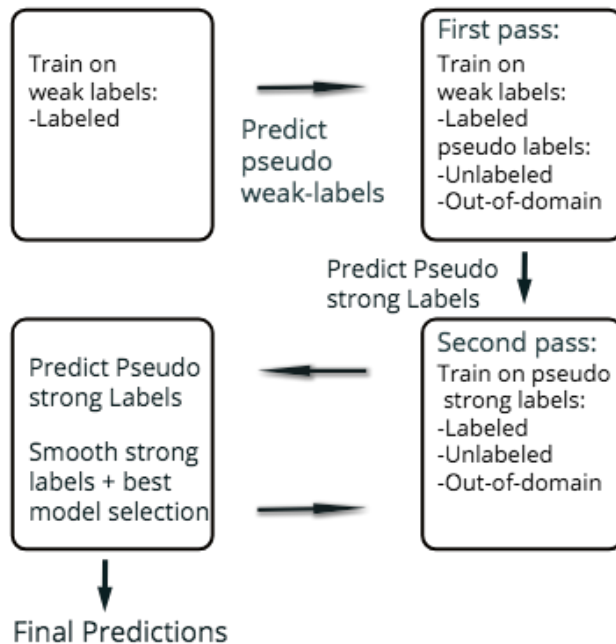 Train on
weak labels:
-Labeled
Predict
pseudo
weak-labels
First pass:
Train on
weak labels:
-Labeled
pseudo labels:
-Unlabeled
-Out-of-domain
Predict Pseudo
strong Labels
Second pass:
Train on pseudo
strong labels:
-Labeled
-Unlabeled
-Out-of-domain
Predict Pseudo
strong Labels
Smooth strong
labels + best
model selection
Final Predictions